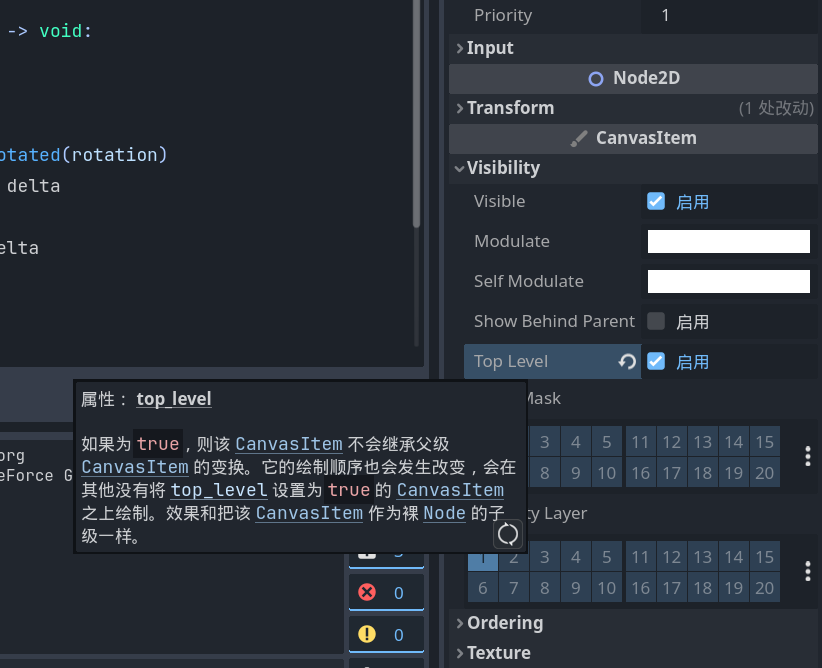 -> void:
otated(rotation)
delta
elta
org
eForce G
Priority 1
Input
Node2D
Transform (1 处改动)
CanvasItem
Visibility
Visible 启用
Modulate
Self Modulate
Show Behind Parent 启用
Top Level 启用
Mask
3 4 5 11 12 13 14 15
8 9 10 16 17 18 19 20
y Layer
1 2 3 4 5 11 12 13 14 15
6 7 8 9 10 16 17 18 19 20
Ordering
Texture
属性： top_level
如果为 true，则该 CanvasItem 不会继承父级
CanvasItem 的变换。它的绘制顺序也会发生改变，会在
其他没有将 top_level 设置为 true 的 CanvasItem
之上绘制。效果和把该 CanvasItem 作为裸 Node 的子
级一样。
0
0